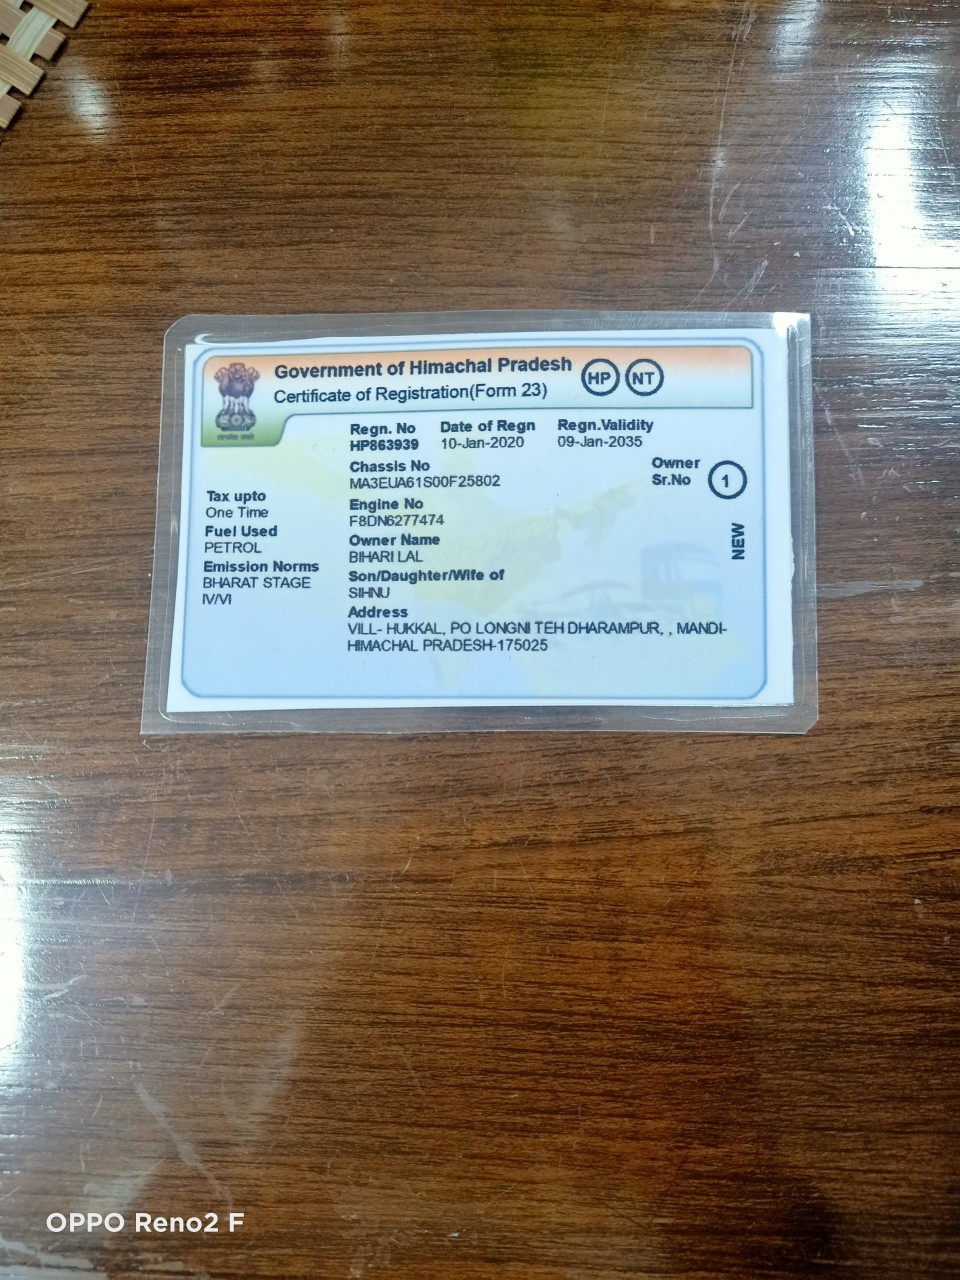 Government of Himachal Pradesh HP NT
Certificate of Registration(Form 23)
Regn. No Date of Regn Regn.Validity
HP863939 10-Jan-2020 09-Jan-2035
Chassis No
MA3EUA61S00F25802
Owner
Sr.No 1
Tax upto
One Time
Engine No
F8DN6277474
Fuel Used
PETROL
Owner Name
BIHARI LAL
NEW
Emission Norms
BHARAT STAGE
IV/VI
Son/Daughter/Wife of
SIHNU
Address
VILL- HUKKAL, PO LONGNI TEH DHARAMPUR, , MANDI-
HIMACHAL PRADESH-175025
OPPO Reno2 F